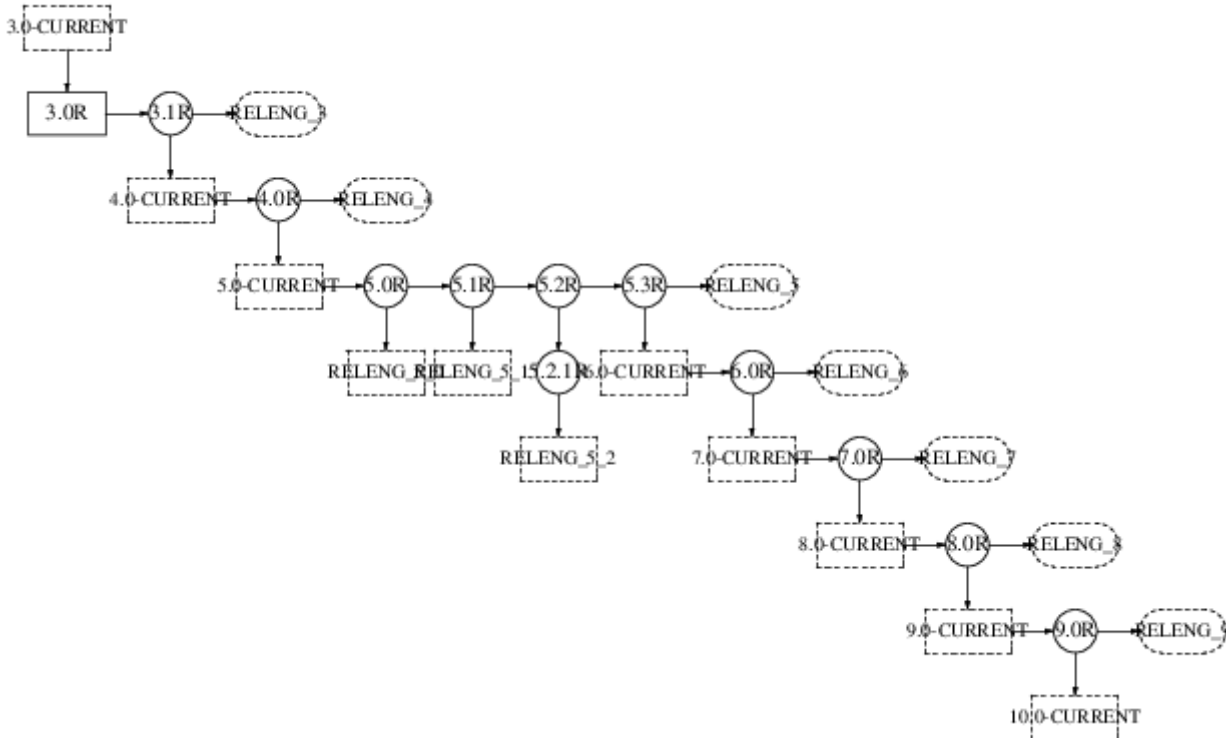 3.0-CURRENT
3.0R 3.1R RELENG_3
4.0-CURRENT 4.0R RELENG_4
5.0-CURRENT 5.0R 5.1R 5.2R 5.3R RELENG_5
RELENG_5_1 5.2.1R 6.0-CURRENT 6.0R RELENG_6
RELENG_5_2 7.0-CURRENT 7.0R RELENG_7
8.0-CURRENT 8.0R RELENG_8
9.0-CURRENT 9.0R RELENG_9
10.0-CURRENT